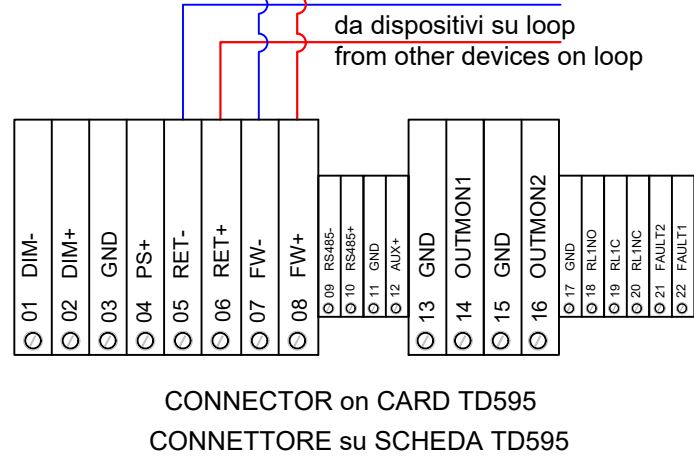 da dispositivi su loop
from other devices on loop
01 DIM-
02 DIM+
03 GND
04 PS+
05 RET-
06 RET+
07 FW-
08 FW+
09 RS485-
10 RS485+
11 GND
12 AUX+
13 GND
14 OUTMON1
15 GND
16 OUTMON2
17 GND
18 RL1NO
19 RL1C
20 RL1NC
21 FAULT2
22 FAULT1
CONNECTOR on CARD TD595
CONNETTORE su SCHEDA TD595